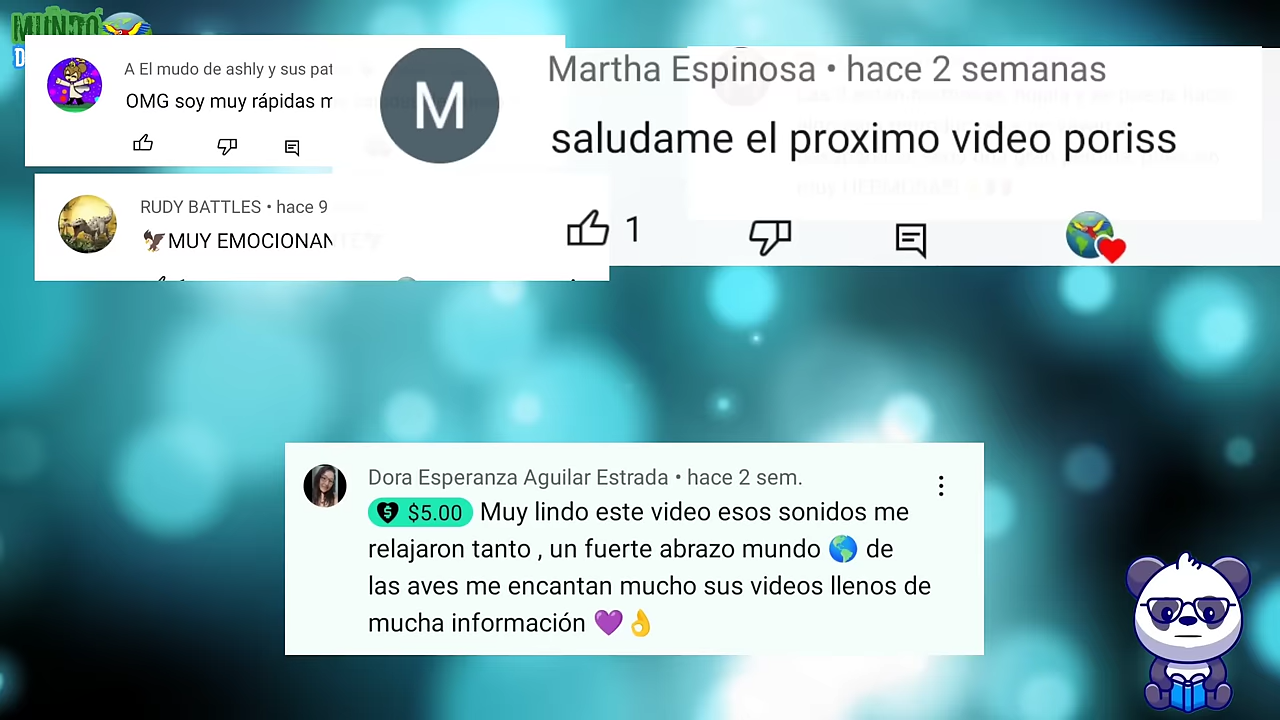 MUNDO
D
A El mudo de ashly y sus pat
OMG soy muy rápidas m
RUDY BATTLES • hace 9
🦅MUY EMOCIONAN
Martha Espinosa • hace 2 semanas
saludame el proximo video poriss
1
Dora Esperanza Aguilar Estrada • hace 2 sem.
$5.00 Muy lindo este video esos sonidos me
relajaron tanto , un fuerte abrazo mundo 🌎 de
las aves me encantan mucho sus videos llenos de
mucha información 💜👌